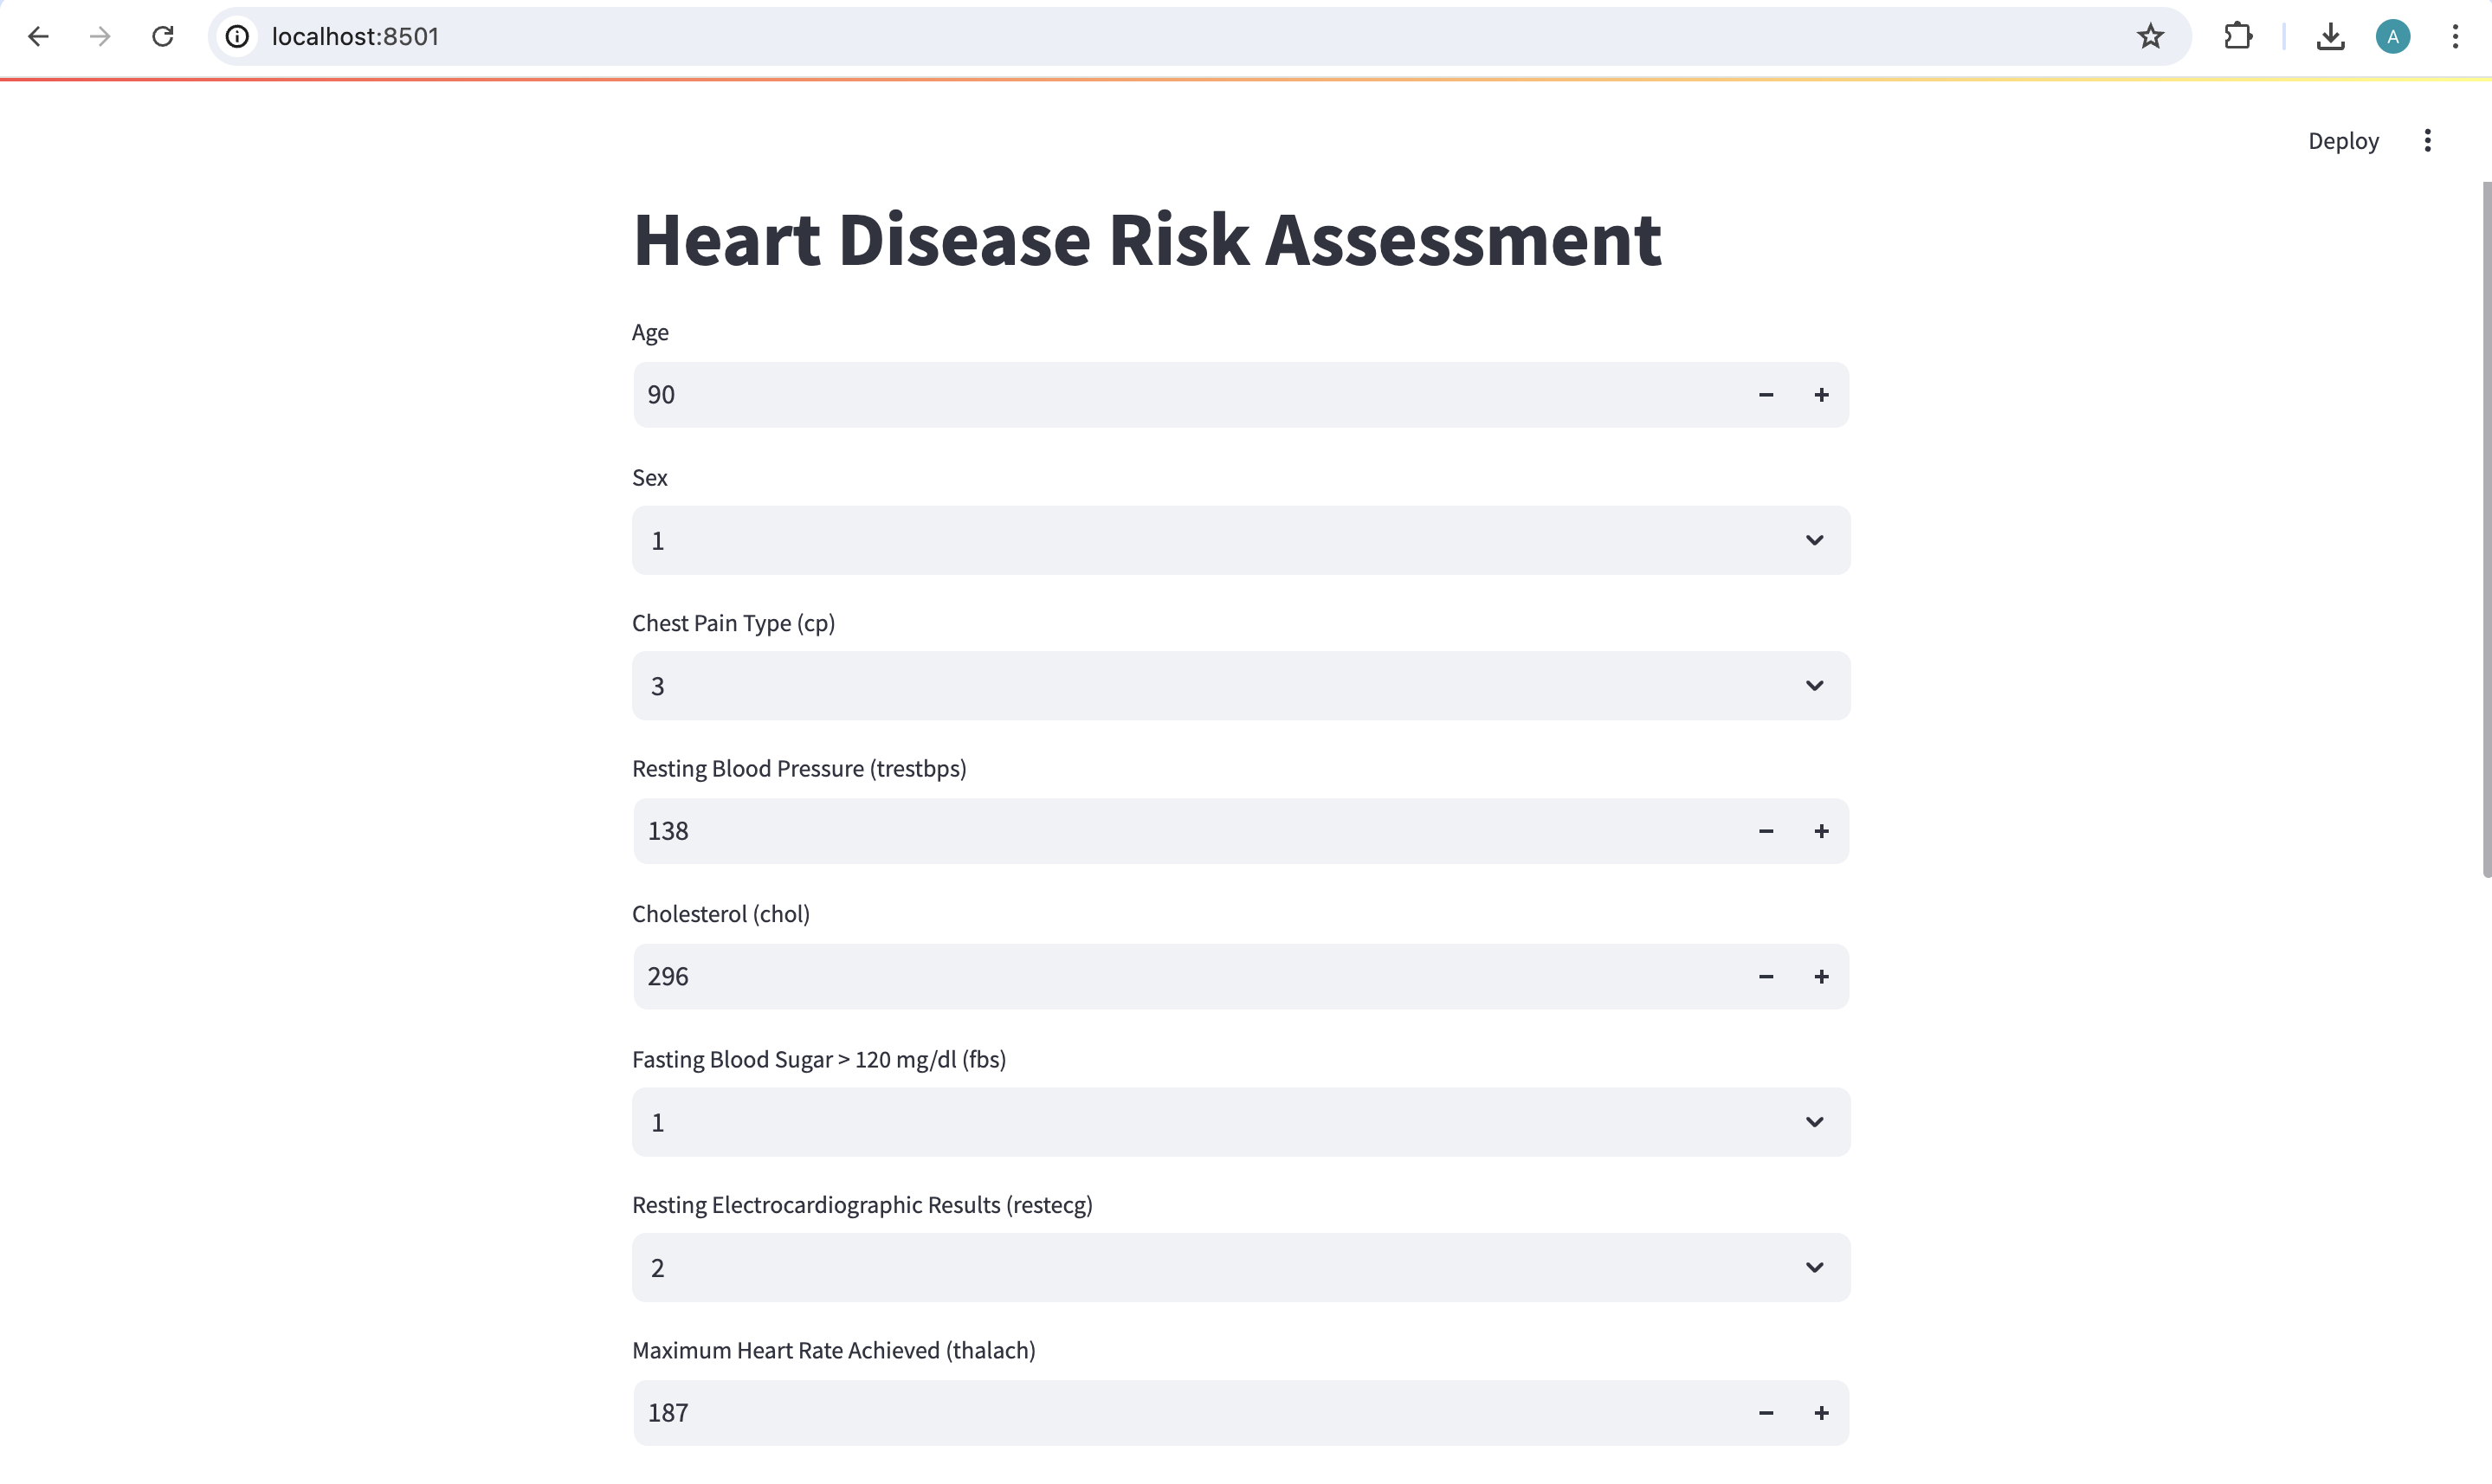 localhost:8501
A
Deploy
Heart Disease Risk Assessment
Age
90
Sex
1
Chest Pain Type (cp)
3
Resting Blood Pressure (trestbps)
138
Cholesterol (chol)
296
Fasting Blood Sugar > 120 mg/dl (fbs)
1
Resting Electrocardiographic Results (restecg)
2
Maximum Heart Rate Achieved (thalach)
187